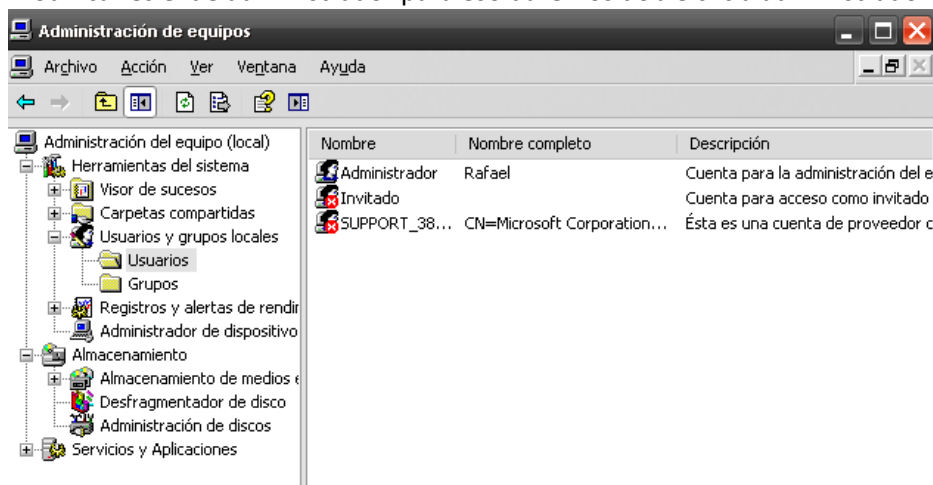 Administración de equipos
Archivo Acción Ver Ventana Ayuda
Administración del equipo (local)
Herramientas del sistema
Visor de sucesos
Carpetas compartidas
Usuarios y grupos locales
Usuarios
Grupos
Registros y alertas de rendir
Administrador de dispositivo
Almacenamiento
Almacenamiento de medios e
Desfragmentador de disco
Administración de discos
Servicios y Aplicaciones
Nombre Nombre completo Descripción
Administrador Rafael Cuenta para la administración del e
Invitado Cuenta para acceso como invitado
SUPPORT_38... CN=Microsoft Corporation... Ésta es una cuenta de proveedor c